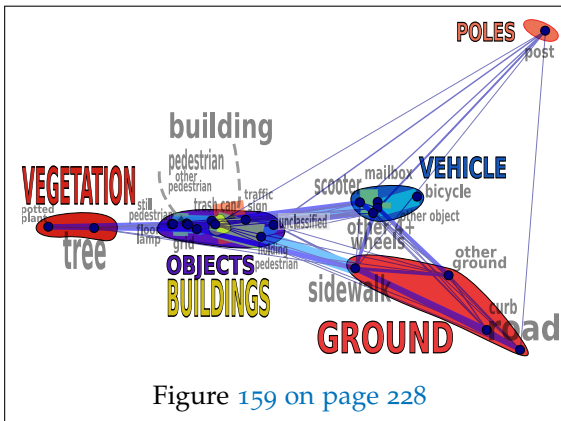 POLES
post
building
pedestrian
other
pedestrian
mailbox
VEHICLE
scooter
bicycle
VEGETATION
still
pedestrian
trash can
traffic
sign
potted
plant
unclassified
other object
other 4+
wheels
floor
lamp
grid
tree
holding
pedestrian
other
ground
OBJECTS
BUILDINGS
sidewalk
curb
road
GROUND
Figure 159 on page 228